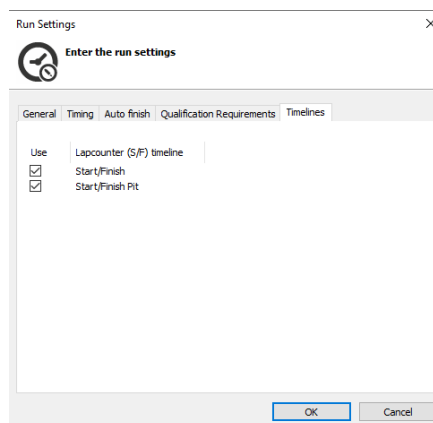 Run Settings
Enter the run settings
General Timing Auto finish Qualification Requirements Timelines
Use Lapcounter (S/F) timeline
Start/Finish
Start/Finish Pit
OK Cancel